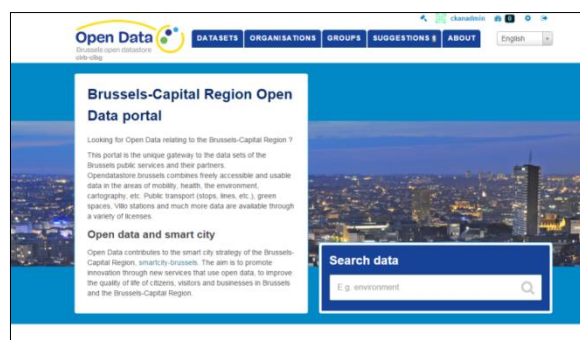 ckanadmin 0
Open Data
Brussels open datastore
cirb-cibg
DATASETS ORGANISATIONS GROUPS SUGGESTIONS ABOUT
English
Brussels-Capital Region Open
Data portal
Looking for Open Data relating to the Brussels-Capital Region ?
This portal is the unique gateway to the data sets of the
Brussels public services and their partners.
Opendatastore.brussels combines freely accessible and usable
data in the areas of mobility, health, the environment,
cartography, etc. Public transport (stops, lines, etc.), green
spaces, Villo stations and much more data are available through
a variety of licenses.
Open data and smart city
Open Data contributes to the smart city strategy of the Brussels-
Capital Region, smartcity-brussels. The aim is to promote
innovation through new services that use open data, to improve
the quality of life of citizens, visitors and businesses in Brussels
and the Brussels-Capital Region.
Search data
E.g. environment